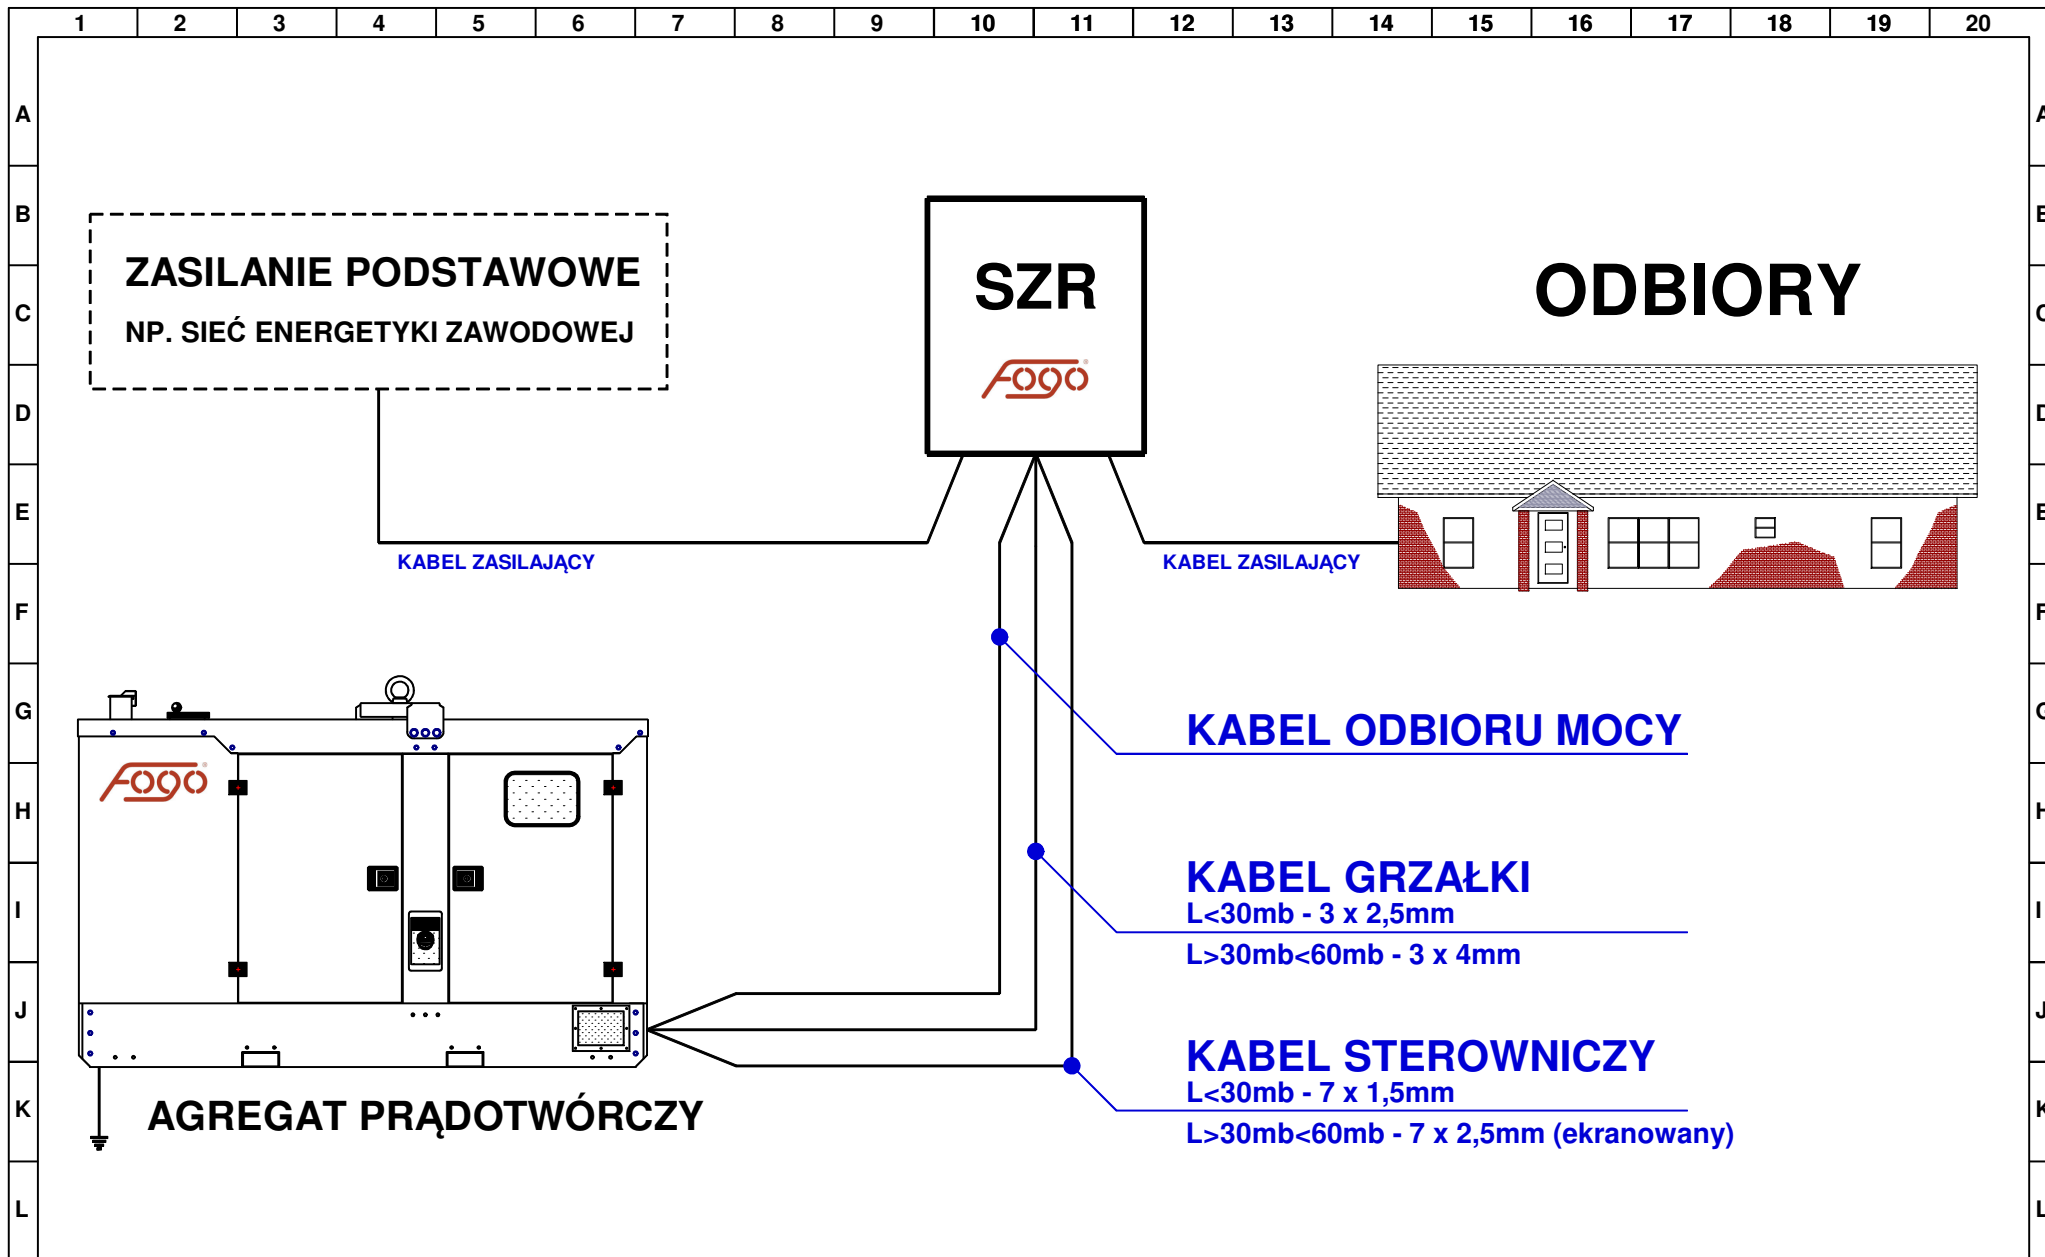 1 2 3 4 5 6 7 8 9 10 11 12 13 14 15 16 17 18 19 20
A A
B B
ZASILANIE PODSTAWOWE
SZR
ODBIORY
C C
NP. SIEĆ ENERGETYKI ZAWODOWEJ
Fogo
D D
E E
KABEL ZASILAJĄCY
KABEL ZASILAJĄCY
F F
G G
KABEL ODBIORU MOCY
Fogo
H H
KABEL GRZAŁKI
L<30mb - 3 x 2,5mm
I I
L>30mb<60mb - 3 x 4mm
J J
KABEL STEROWNICZY
L<30mb - 7 x 1,5mm
K K
AGREGAT PRĄDOTWÓRCZY
L>30mb<60mb - 7 x 2,5mm (ekranowany)
L L